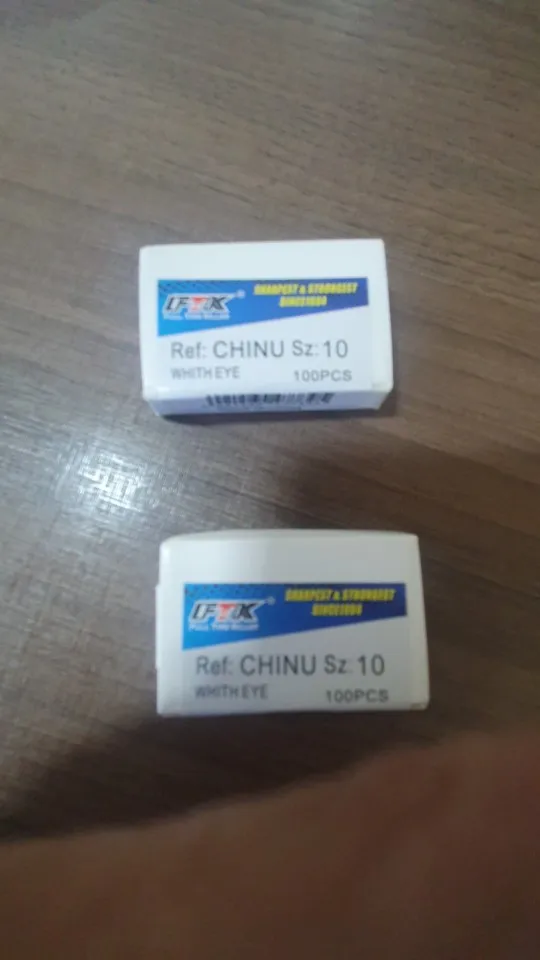 FTK®
SHARPEST & STRONGEST
SINCE1994
Ref: CHINU Sz: 10
WHITH EYE 100PCS
FTK®
SHARPEST & STRONGEST
SINCE1994
Ref: CHINU Sz: 10
WHITH EYE 100PCS